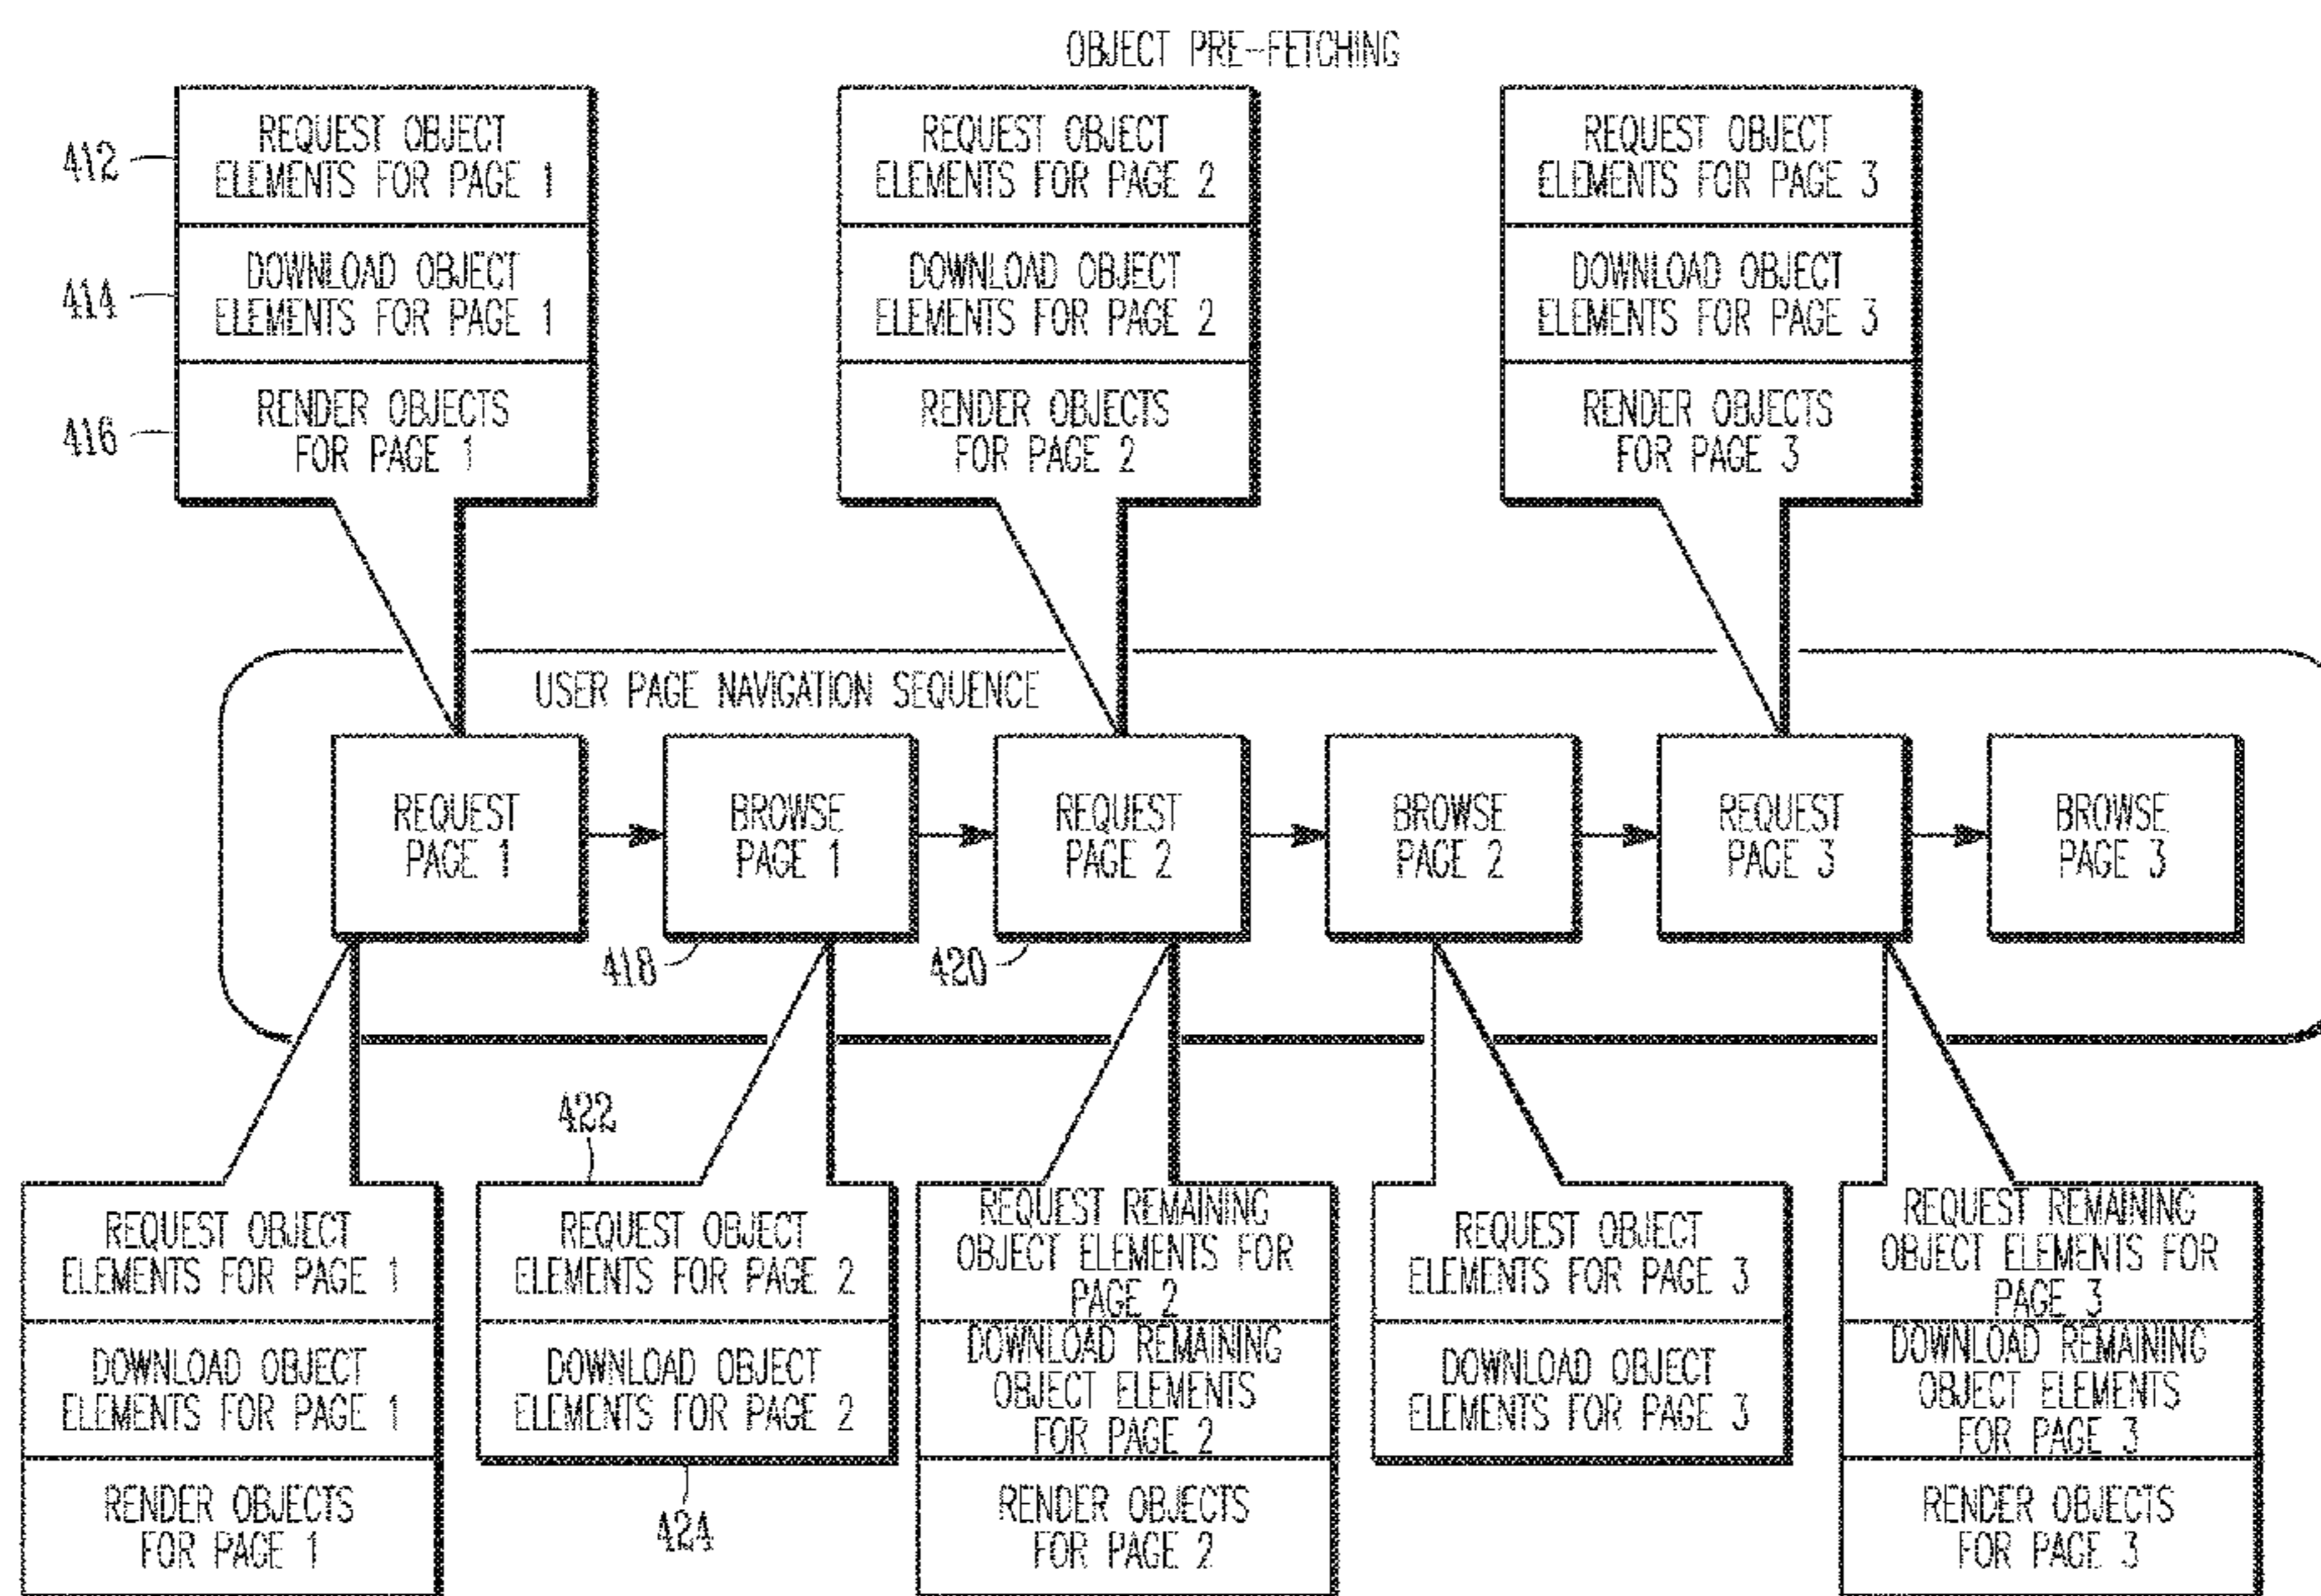 OBJECT PRE-FETCHING
412
REQUEST OBJECT
ELEMENTS FOR PAGE 1
414
DOWNLOAD OBJECT
ELEMENTS FOR PAGE 1
416
RENDER OBJECTS
FOR PAGE 1
REQUEST OBJECT
ELEMENTS FOR PAGE 2
DOWNLOAD OBJECT
ELEMENTS FOR PAGE 2
RENDER OBJECTS
FOR PAGE 2
REQUEST OBJECT
ELEMENTS FOR PAGE 3
DOWNLOAD OBJECT
ELEMENTS FOR PAGE 3
RENDER OBJECTS
FOR PAGE 3
USER PAGE NAVIGATION SEQUENCE
REQUEST
PAGE 1
BROWSE
PAGE 1
418
REQUEST
PAGE 2
420
BROWSE
PAGE 2
REQUEST
PAGE 3
BROWSE
PAGE 3
REQUEST OBJECT
ELEMENTS FOR PAGE 1
DOWNLOAD OBJECT
ELEMENTS FOR PAGE 1
RENDER OBJECTS
FOR PAGE 1
422
REQUEST OBJECT
ELEMENTS FOR PAGE 2
DOWNLOAD OBJECT
ELEMENTS FOR PAGE 2
424
REQUEST REMAINING
OBJECT ELEMENTS FOR
PAGE 2
DOWNLOAD REMAINING
OBJECT ELEMENTS
FOR PAGE 2
RENDER OBJECTS
FOR PAGE 2
REQUEST OBJECT
ELEMENTS FOR PAGE 3
DOWNLOAD OBJECT
ELEMENTS FOR PAGE 3
REQUEST REMAINING
OBJECT ELEMENTS FOR
PAGE 3
DOWNLOAD REMAINING
OBJECT ELEMENTS
FOR PAGE 3
RENDER OBJECTS
FOR PAGE 3